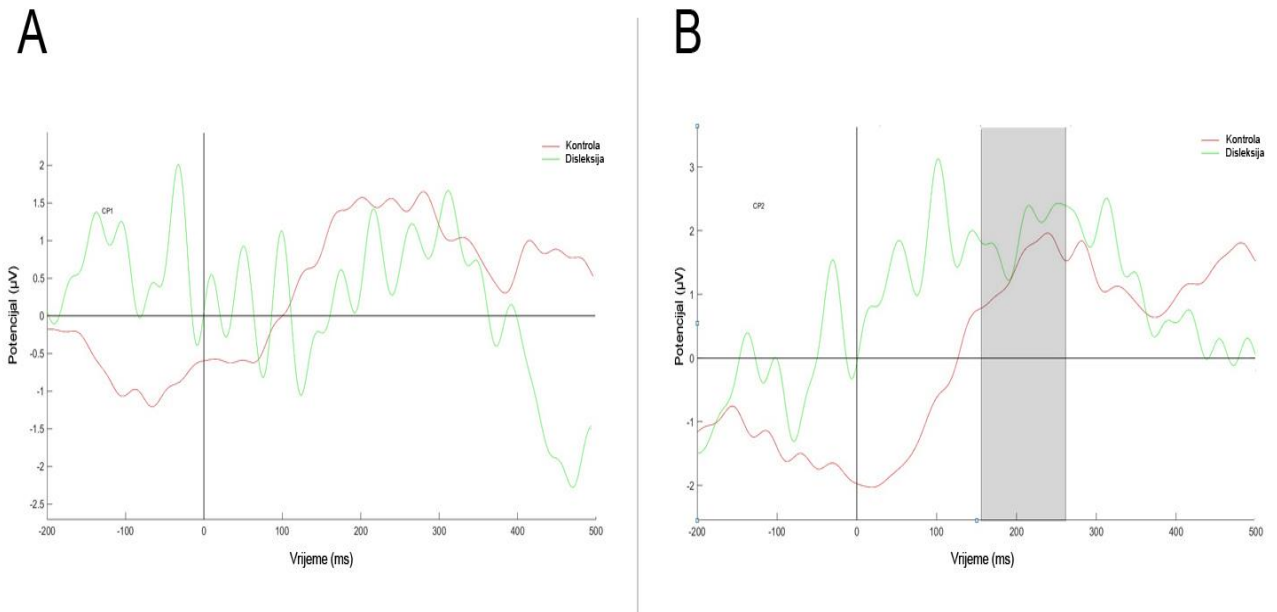 A
Kontrola
Disleksija
CP1
Potencijal (µV)
2
1.5
1
0.5
0
-0.5
-1
-1.5
-2
-2.5
-200
-100
0
100
200
300
400
500
Vrijeme (ms)
B
Kontrola
Disleksija
CP2
Potencijal (µV)
3
2
1
0
-1
-2
-200
-100
0
100
200
300
400
500
Vrijeme (ms)